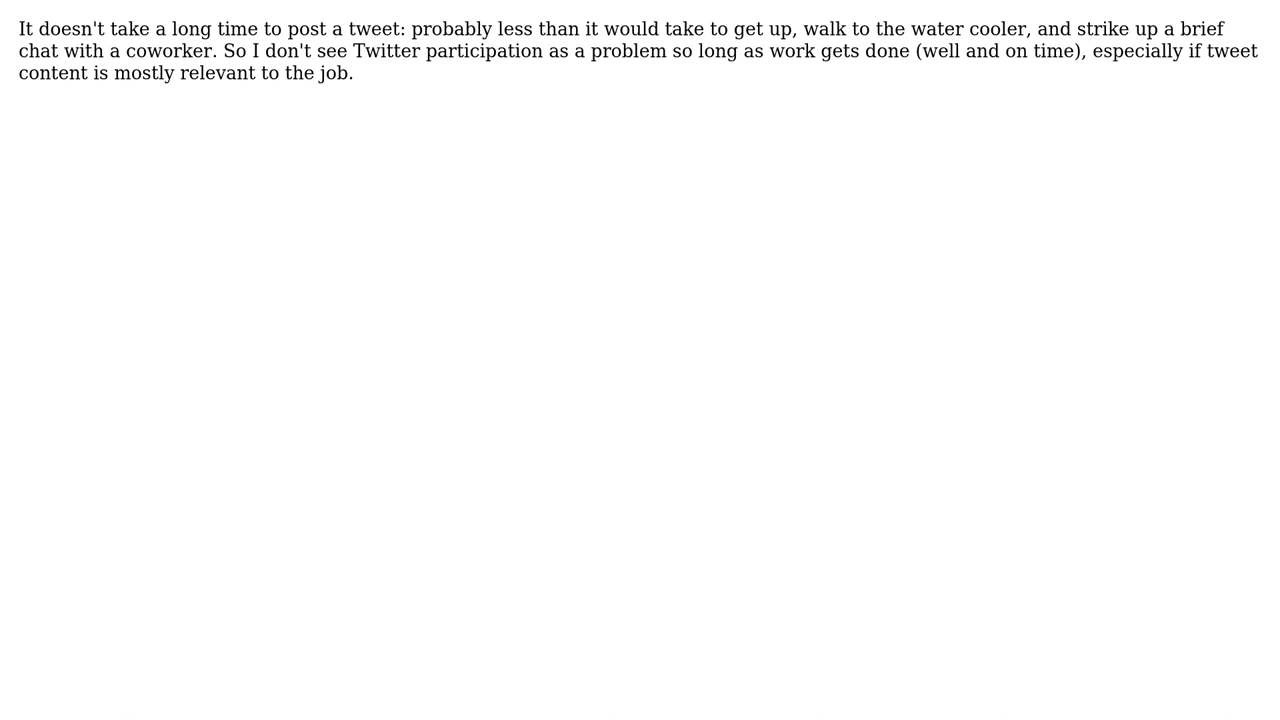 It doesn't take a long time to post a tweet: probably less than it would take to get up, walk to the water cooler, and strike up a brief
chat with a coworker. So I don't see Twitter participation as a problem so long as work gets done (well and on time), especially if tweet
content is mostly relevant to the job.